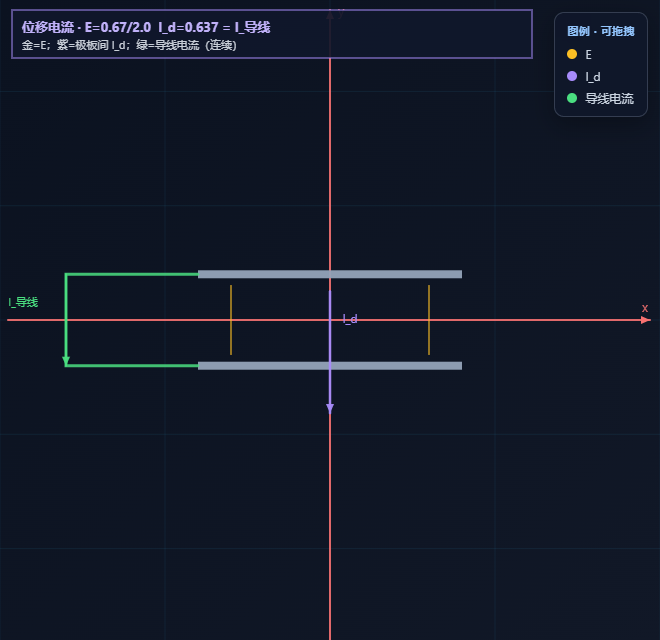 位移电流 · E=0.67/2.0 I_d=0.637 = I_导线
金=E；紫=极板间 I_d；绿=导线电流（连续）
图例 · 可拖拽
E
I_d
导线电流
I_导线
x
I_d